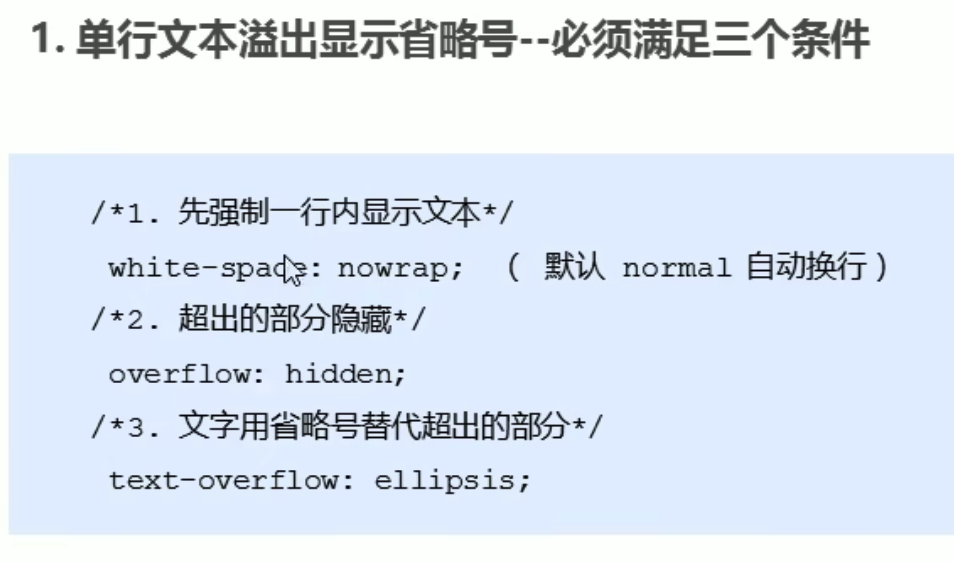 1. 单行文本溢出显示省略号--必须满足三个条件
/*1. 先强制一行内显示文本*/
white-space: nowrap; ( 默认 normal 自动换行)
/*2. 超出的部分隐藏*/
overflow: hidden;
/*3. 文字用省略号替代超出的部分*/
text-overflow: ellipsis;